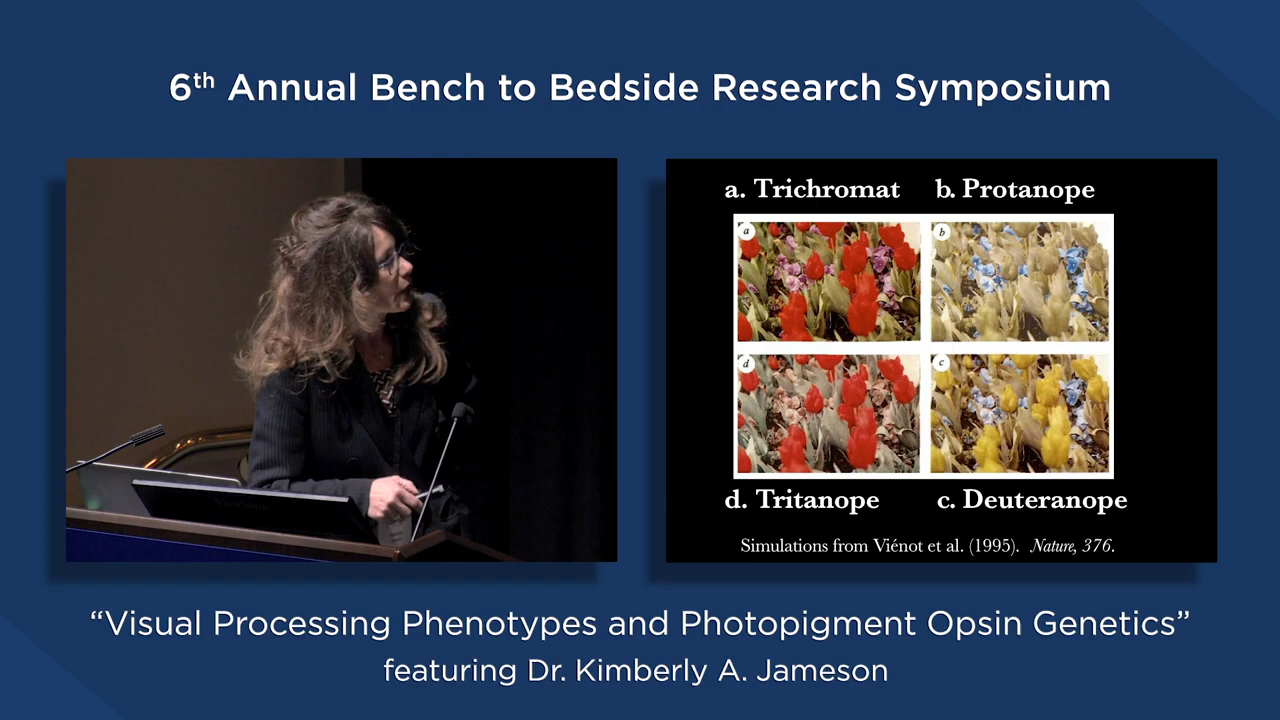 6th Annual Bench to Bedside Research Symposium
a. Trichromat b. Protanope
a b
d c
d. Tritanope c. Deuteranope
Simulations from Viénot et al. (1995). Nature, 376.
“Visual Processing Phenotypes and Photopigment Opsin Genetics”
featuring Dr. Kimberly A. Jameson